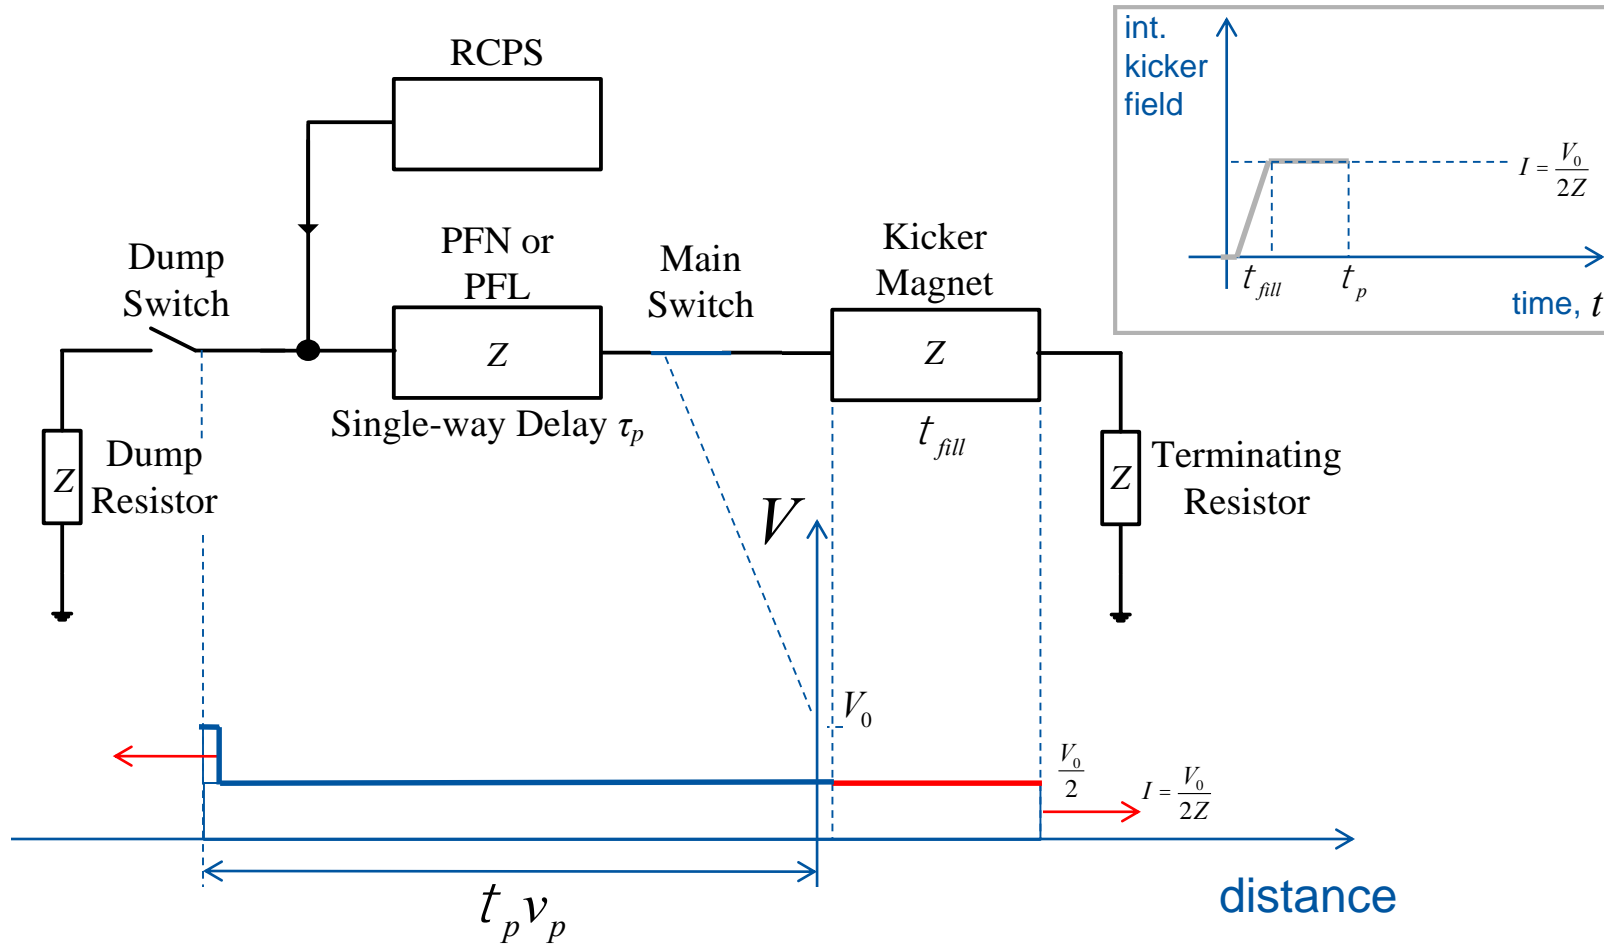 RCPS
int.
kicker
field
I = V₀/2Z
t fill
t p
time, t
Dump
Switch
PFN or
PFL
Main
Switch
Kicker
Magnet
Z
Z
Single-way Delay τp
t fill
Z
Dump
Resistor
Z
Terminating
Resistor
V
V₀
V₀/2
I = V₀/2Z
t p v p
distance